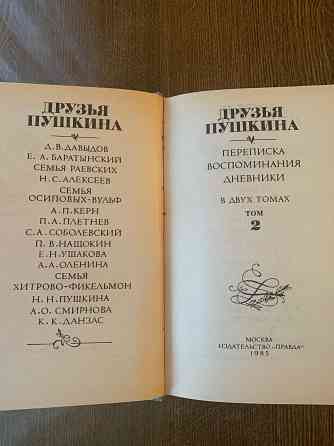 ДРУЗЬЯ
ПУШКИНА
Д. В. ДАВЫДОВ
Е. А. БАРАТЫНСКИЙ
СЕМЬЯ РАЕВСКИХ
Н. С. АЛЕКСЕЕВ
СЕМЬЯ
ОСИПОВЫХ-ВУЛЬФ
А. П. КЕРН
П. А. ПЛЕТНЕВ
С. А. СОБОЛЕВСКИЙ
П. В. НАЩОКИН
Е. Н. УШАКОВА
А. А. ОЛЕНИНА
СЕМЬЯ
ХИТРОВО-ФИКЕЛЬМОН
Н. Н. ПУШКИНА
А. О. СМИРНОВА
К. К. ДАНЗАС
ДРУЗЬЯ
ПУШКИНА
ПЕРЕПИСКА
ВОСПОМИНАНИЯ
ДНЕВНИКИ
В ДВУХ ТОМАХ
ТОМ
2
МОСКВА
ИЗДАТЕЛЬСТВО „ПРАВДА“
1985